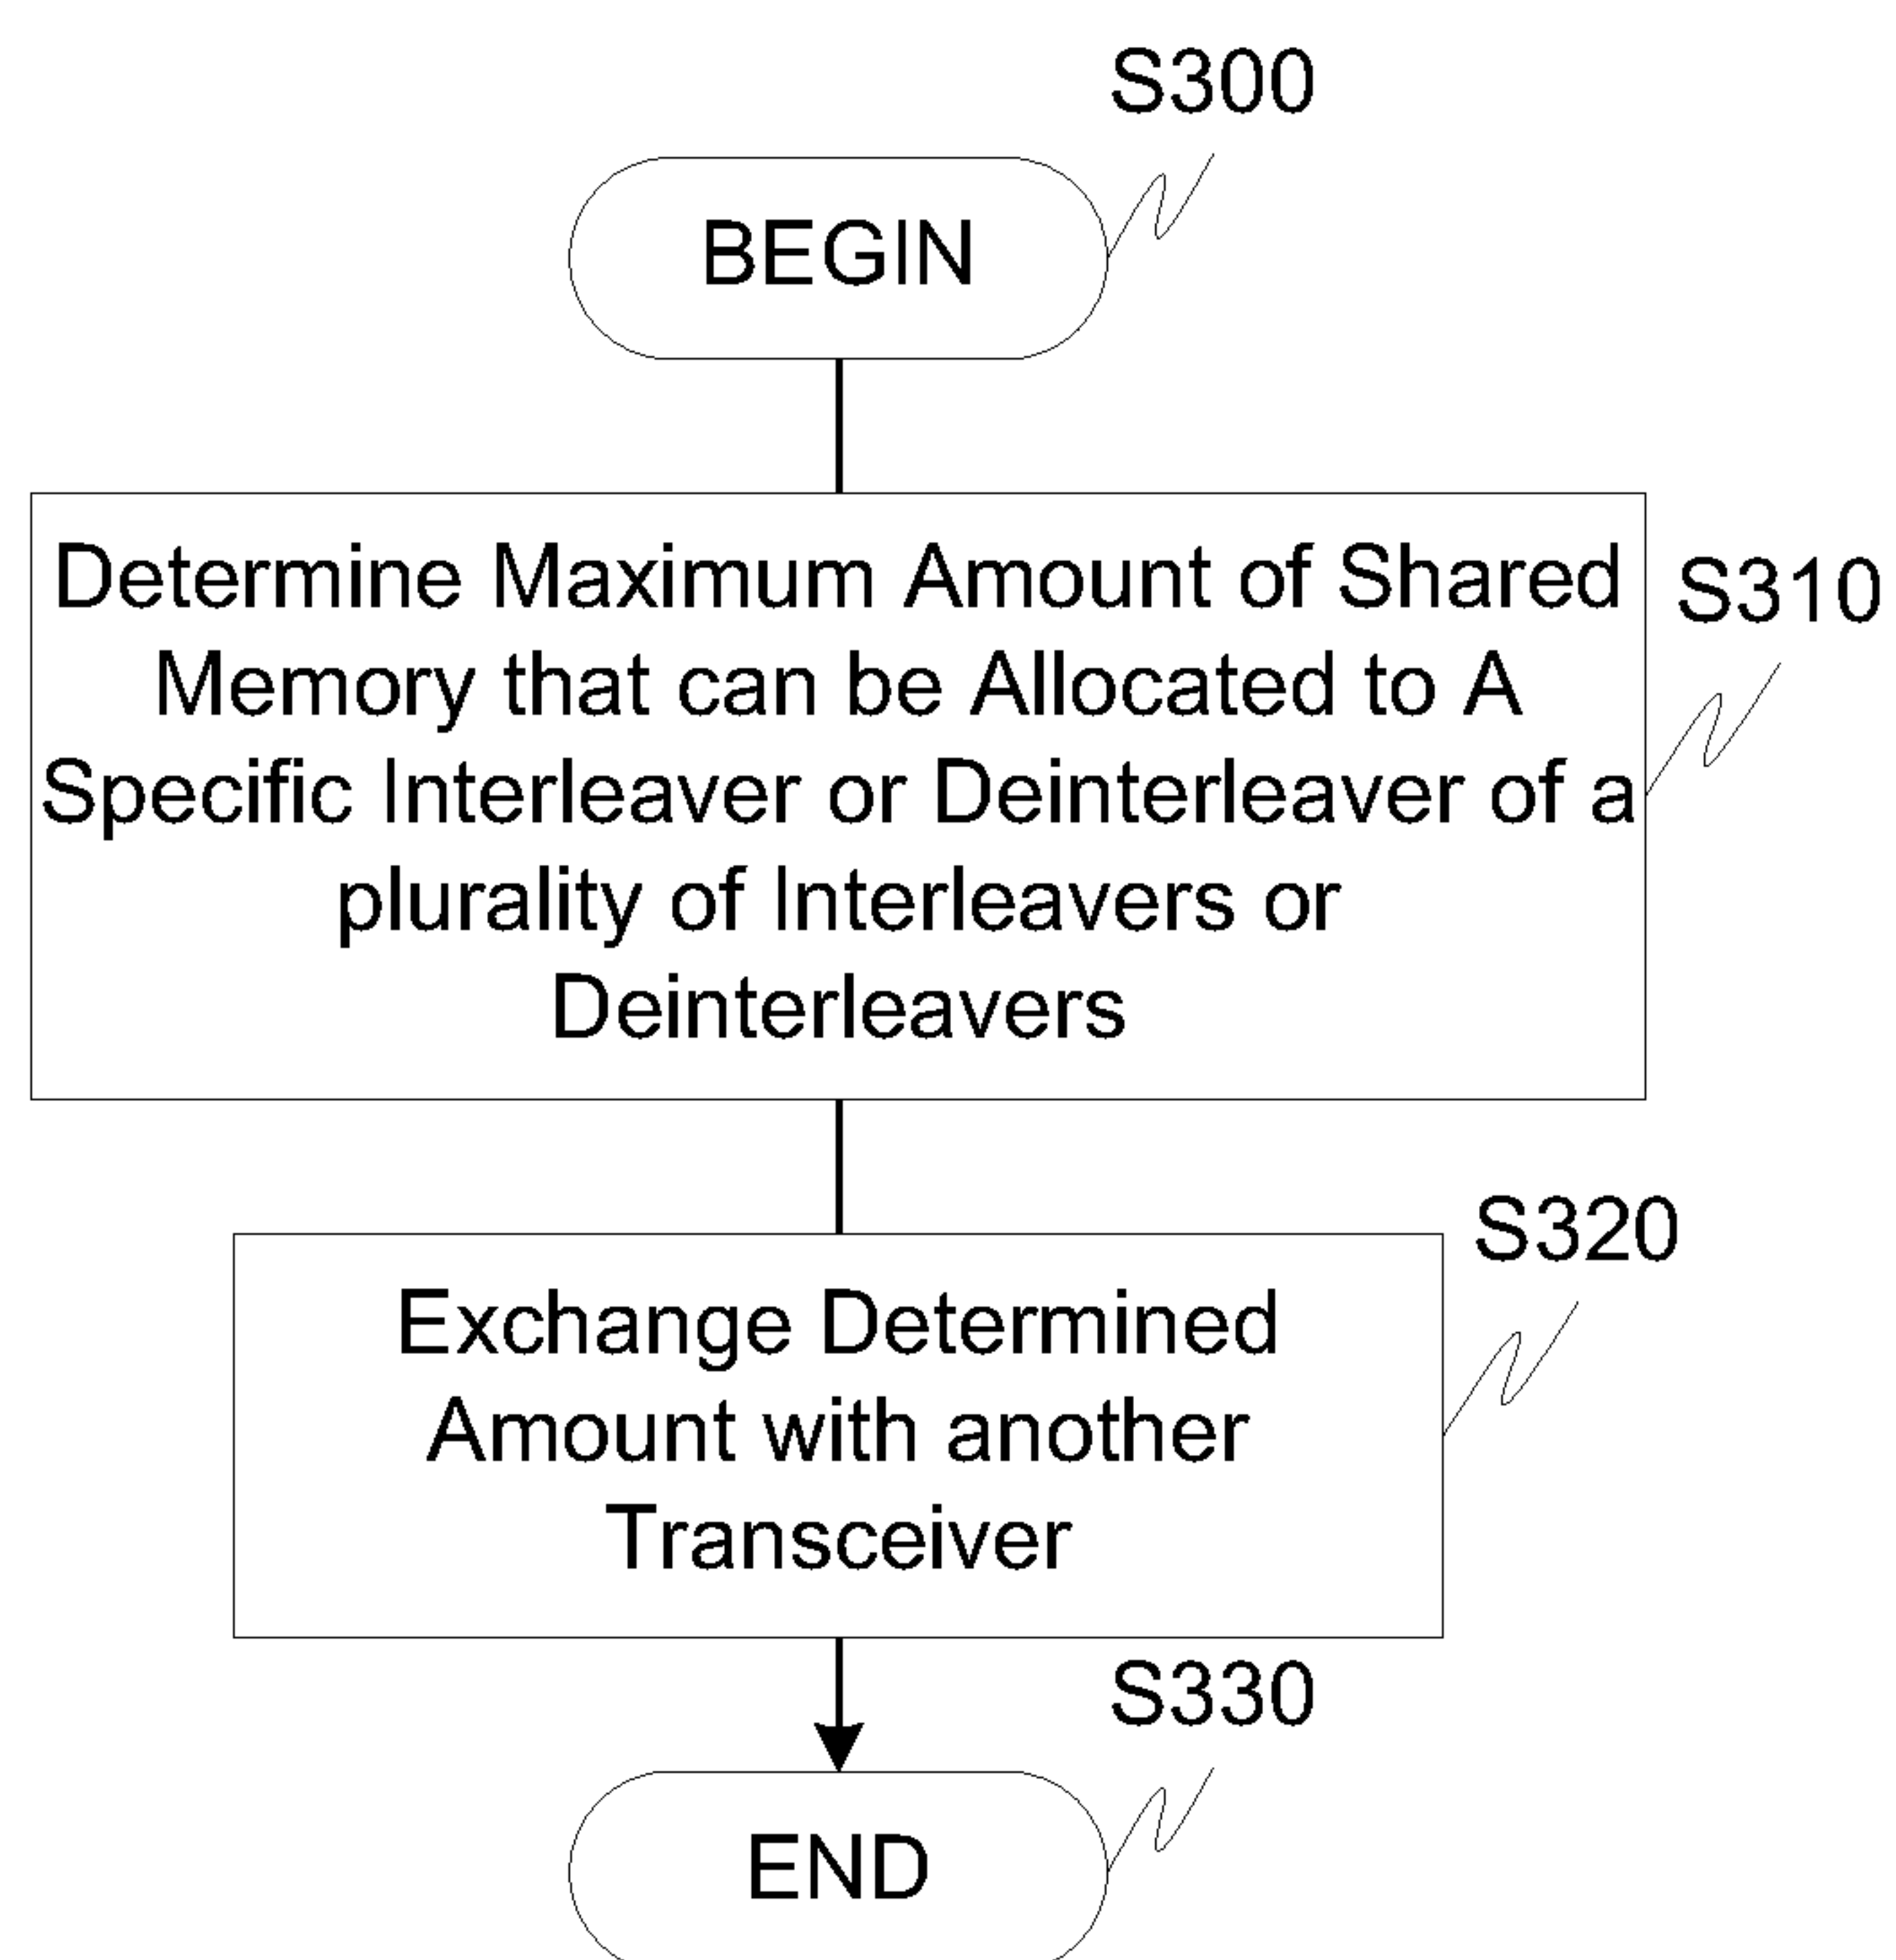 S300
BEGIN
Determine Maximum Amount of Shared
Memory that can be Allocated to A
Specific Interleaver or Deinterleaver of a
plurality of Interleavers or
Deinterleavers
S310
Exchange Determined
Amount with another
Transceiver
S320
S330
END